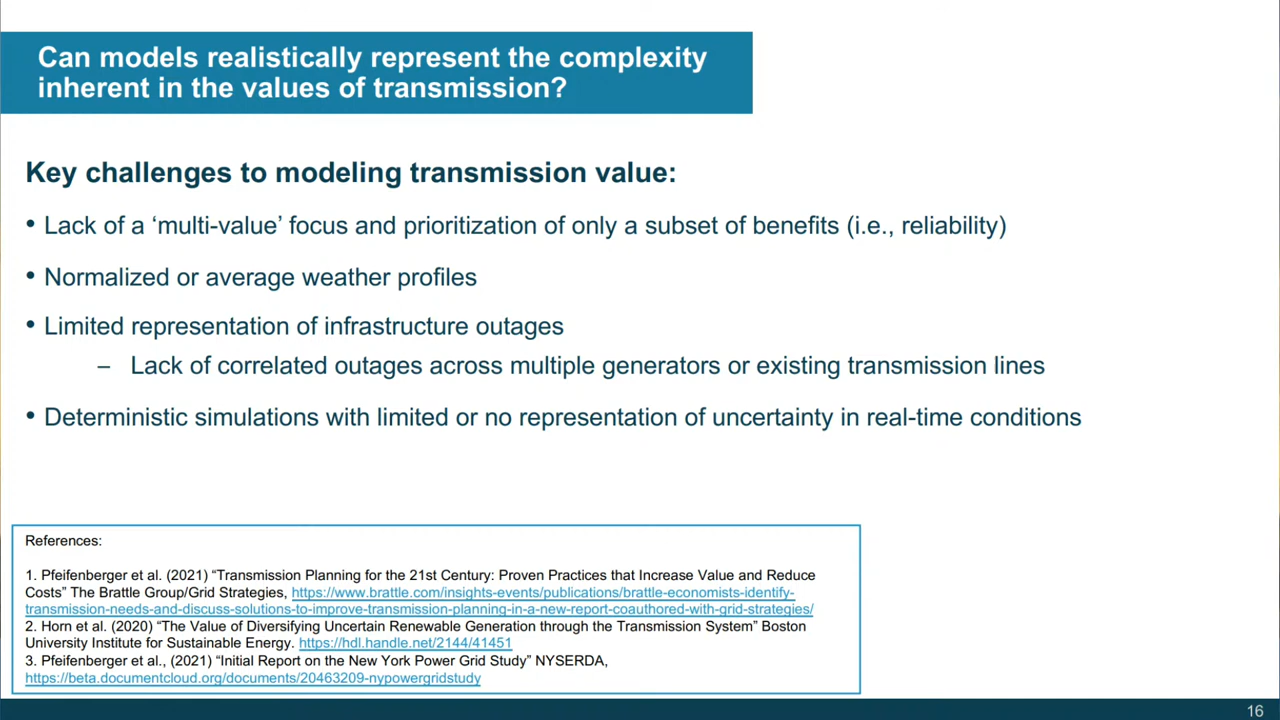 Can models realistically represent the complexity
inherent in the values of transmission?
Key challenges to modeling transmission value:
• Lack of a ‘multi-value’ focus and prioritization of only a subset of benefits (i.e., reliability)
• Normalized or average weather profiles
• Limited representation of infrastructure outages
– Lack of correlated outages across multiple generators or existing transmission lines
• Deterministic simulations with limited or no representation of uncertainty in real-time conditions
References:
1. Pfeifenberger et al. (2021) “Transmission Planning for the 21st Century: Proven Practices that Increase Value and Reduce
Costs” The Brattle Group/Grid Strategies, https://www.brattle.com/insights-events/publications/brattle-economists-identify-
transmission-needs-and-discuss-solutions-to-improve-transmission-planning-in-a-new-report-coauthored-with-grid-strategies/
2. Horn et al. (2020) “The Value of Diversifying Uncertain Renewable Generation through the Transmission System” Boston
University Institute for Sustainable Energy. https://hdl.handle.net/2144/41451
3. Pfeifenberger et al., (2021) “Initial Report on the New York Power Grid Study” NYSERDA,
https://beta.documentcloud.org/documents/20463209-nypowergridstudy
16